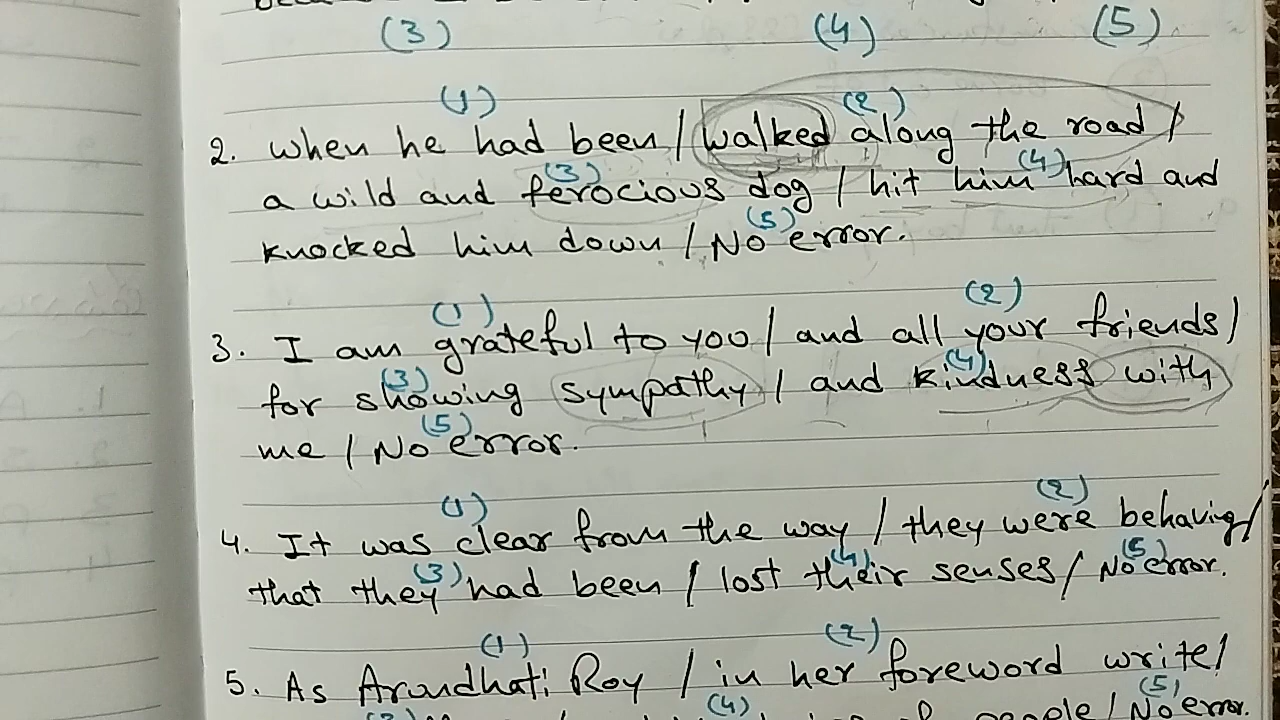 (3) (4) (5)
(1) (2)
2. When he had been / walked along the road /
(3) (4)
a wild and ferocious dog / hit him hard and
(5)
knocked him down / No error.
(1) (2)
3. I am grateful to you / and all your friends /
(3) (4)
for showing sympathy / and kindness with
(5)
me / No error.
(1) (2)
4. It was clear from the way / they were behaving /
(3) (4) (5)
that they had been / lost their senses / No error.
(1) (2)
5. As Arundhati Roy / in her foreword write /
(3) (4) (5)
of people / No error.